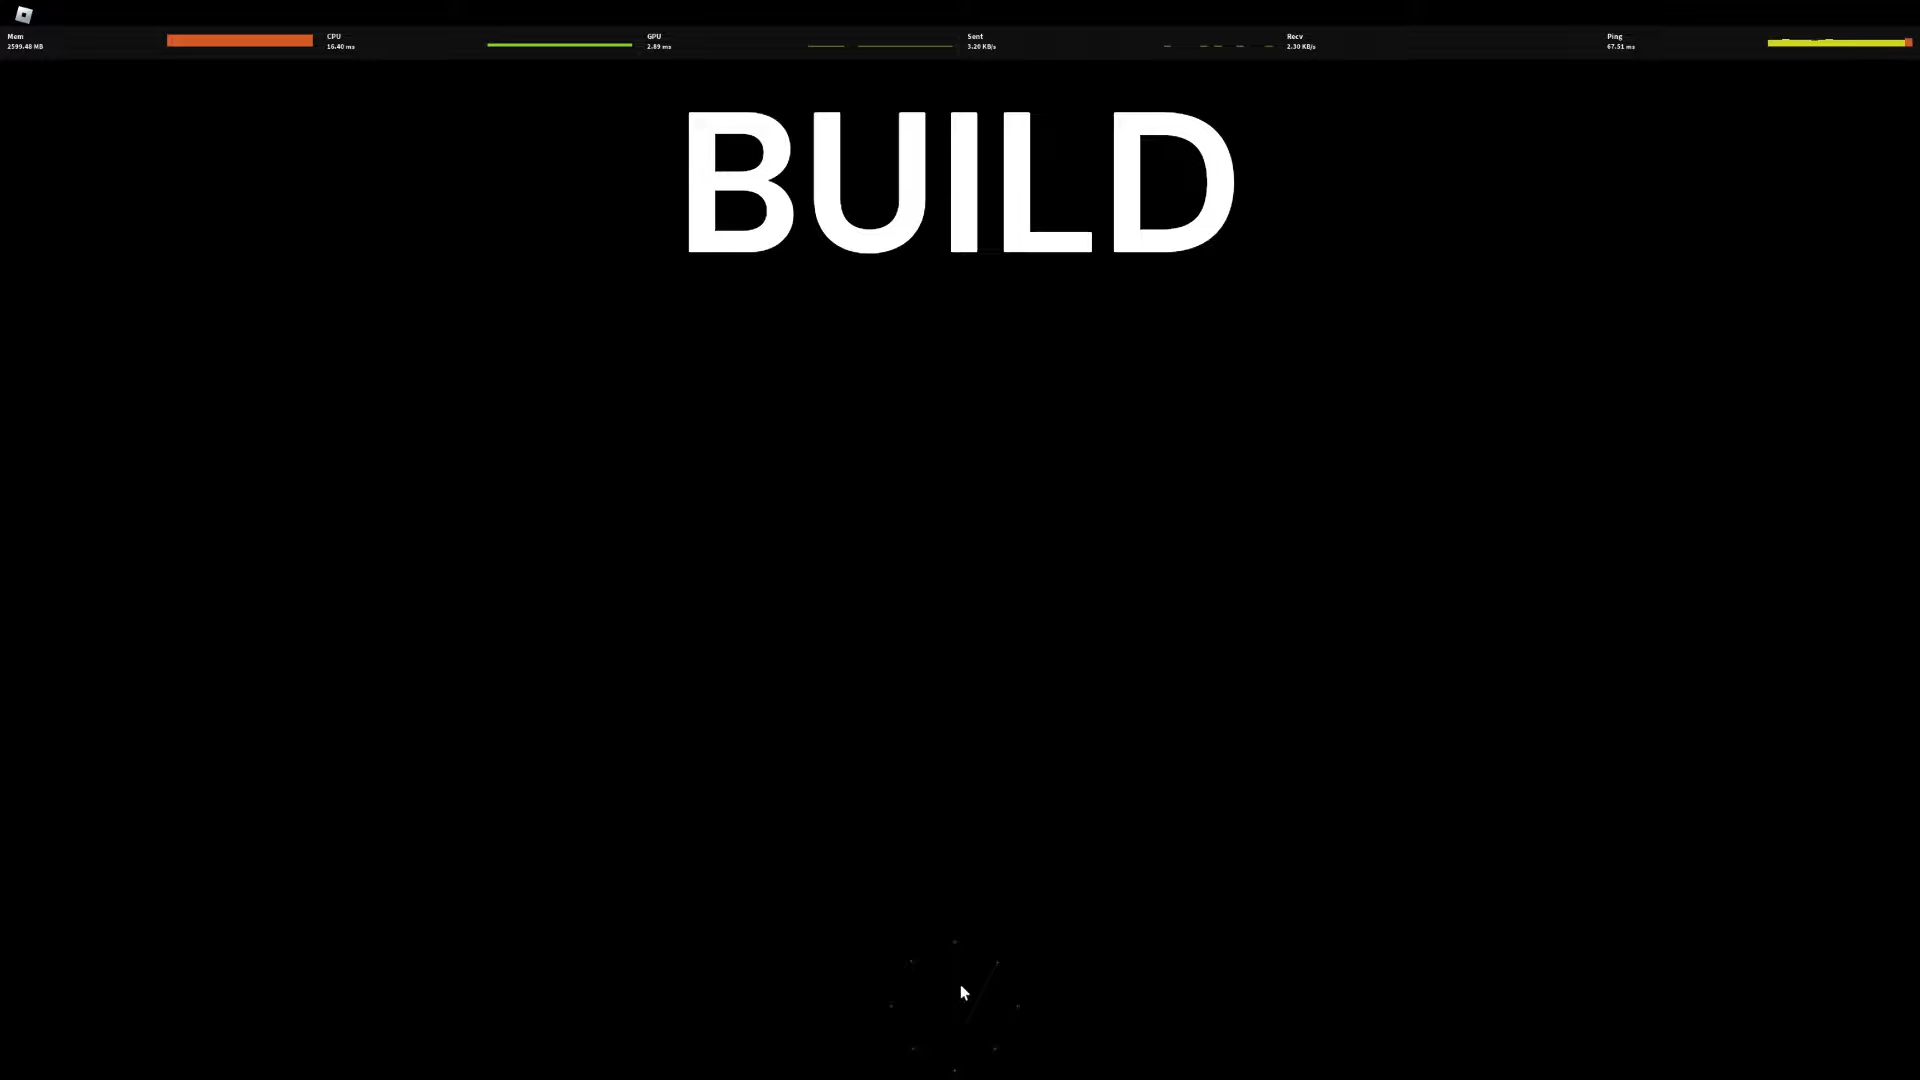 Mem CPU GPU Sent Recv Ping
2599.48 MB 16.40 ms 2.89 ms 3.20 KB/s 2.30 KB/s 67.51 ms
BUILD